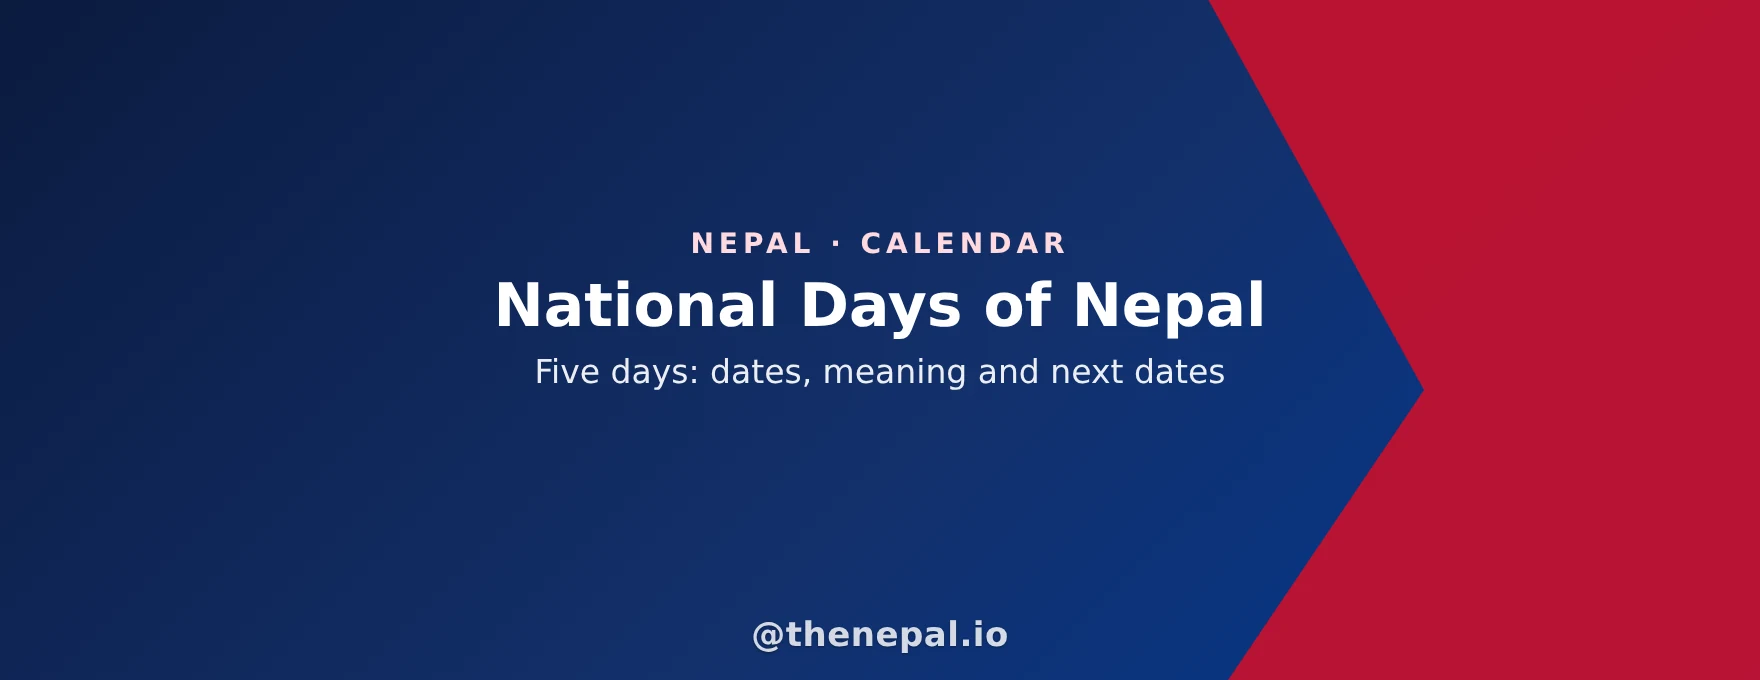 NEPAL · CALENDAR
National Days of Nepal
Five days: dates, meaning and next dates
@thenepal.io